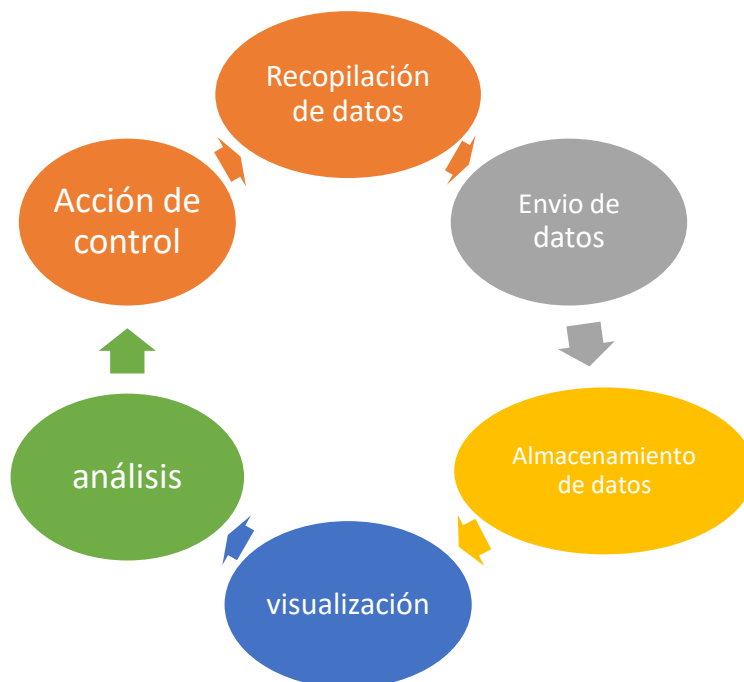 Recopilación
de datos
Envio de
datos
Almacenamiento
de datos
visualización
análisis
Acción de
control